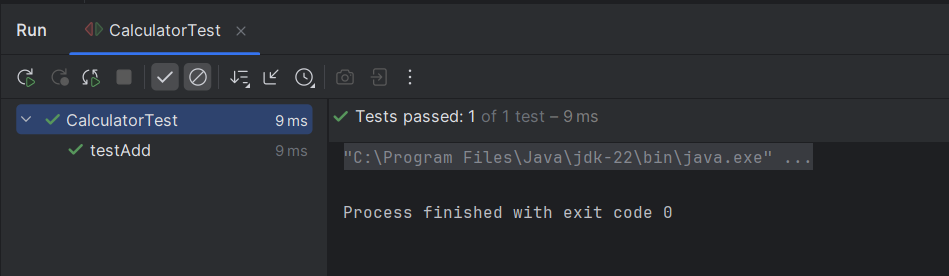 Run CalculatorTest
CalculatorTest 9 ms
testAdd 9 ms
Tests passed: 1 of 1 test – 9 ms
"C:\Program Files\Java\jdk-22\bin\java.exe" ...
Process finished with exit code 0